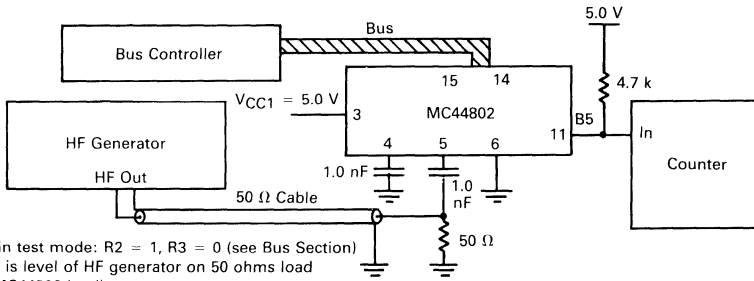 5.0 V
Bus
Bus Controller
15 14
4.7 k
VCC1 = 5.0 V
3
MC44802
B5
11
In
HF Generator
4 5 6
Counter
1.0 nF
1.0
nF
HF Out
50 Ω Cable
in test mode: R2 = 1, R3 = 0 (see Bus Section)
50 Ω
is level of HF generator on 50 ohms load